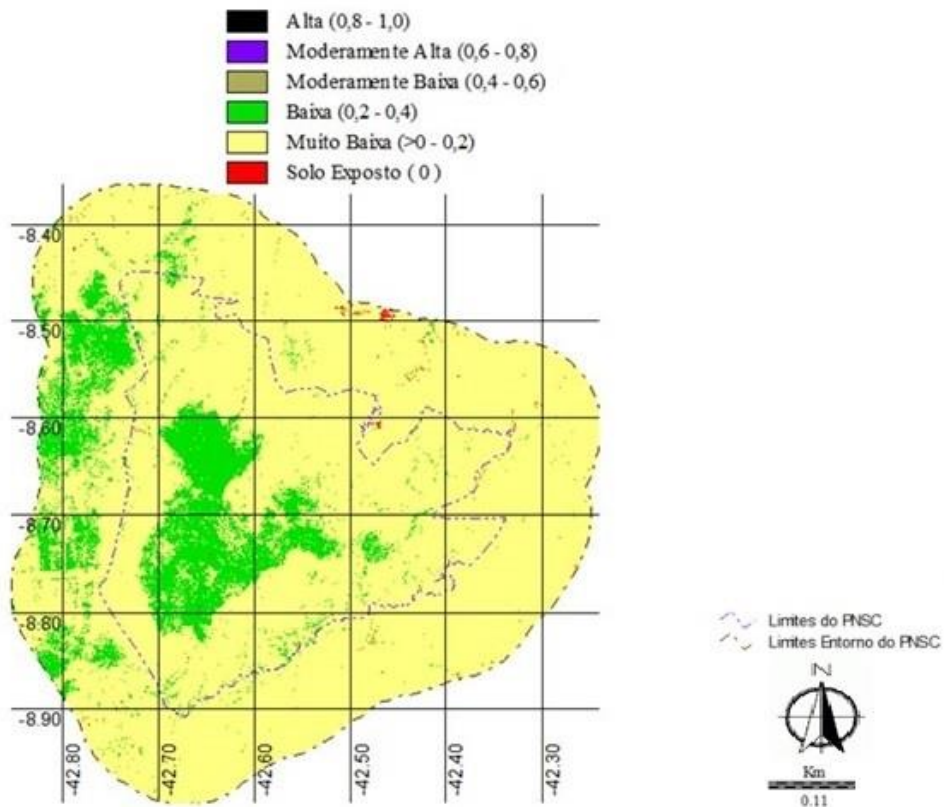 Alta (0,8 - 1,0)
Moderamente Alta (0,6 - 0,8)
Moderamente Baixa (0,4 - 0,6)
Baixa (0,2 - 0,4)
Muito Baixa (>0 - 0,2)
Solo Exposto ( 0 )
-8.40
-8.50
-8.60
-8.70
-8.80
-8.90
-42.80
-42.70
-42.60
-42.50
-42.40
-42.30
Limites do PNSC
Limites Entorno do PNSC
N
Km
0.11